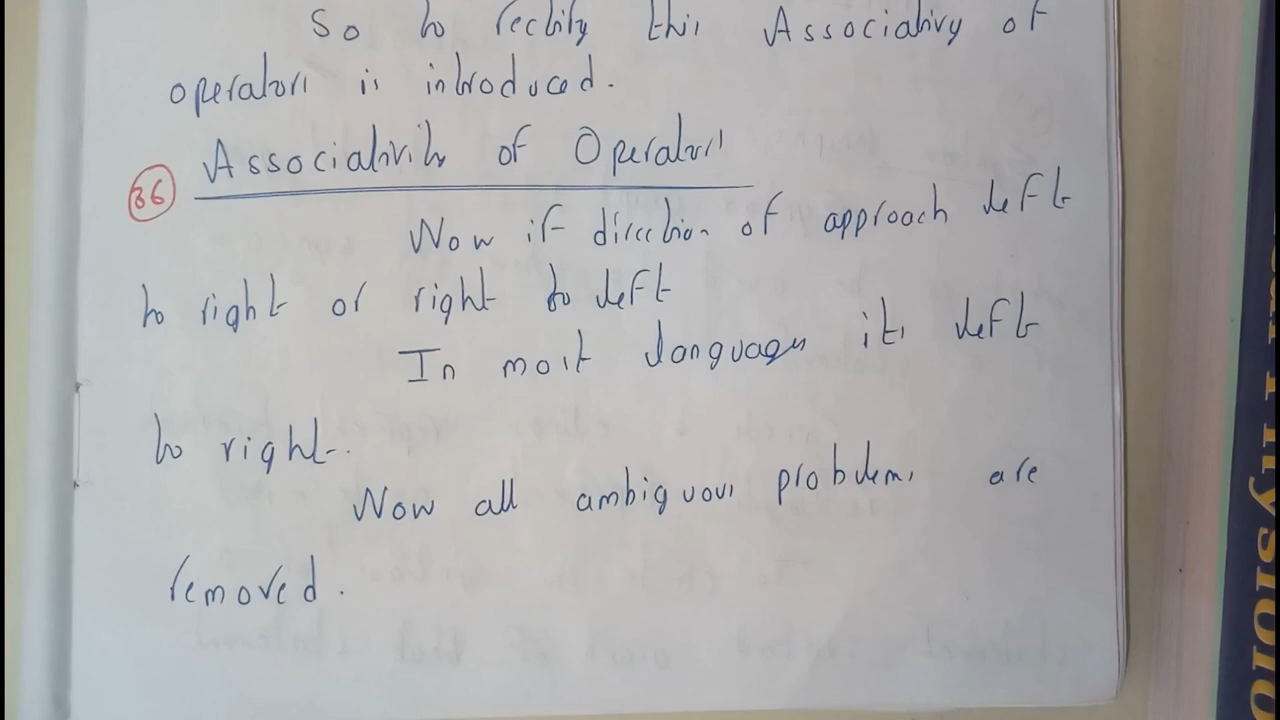 So to rectify this Associativy of
operators is introduced.
36 Associativity of Operators
Now if direction of approach left
to right or right to left
In most languages its left
to right.
Now all ambiguous problems are
removed.